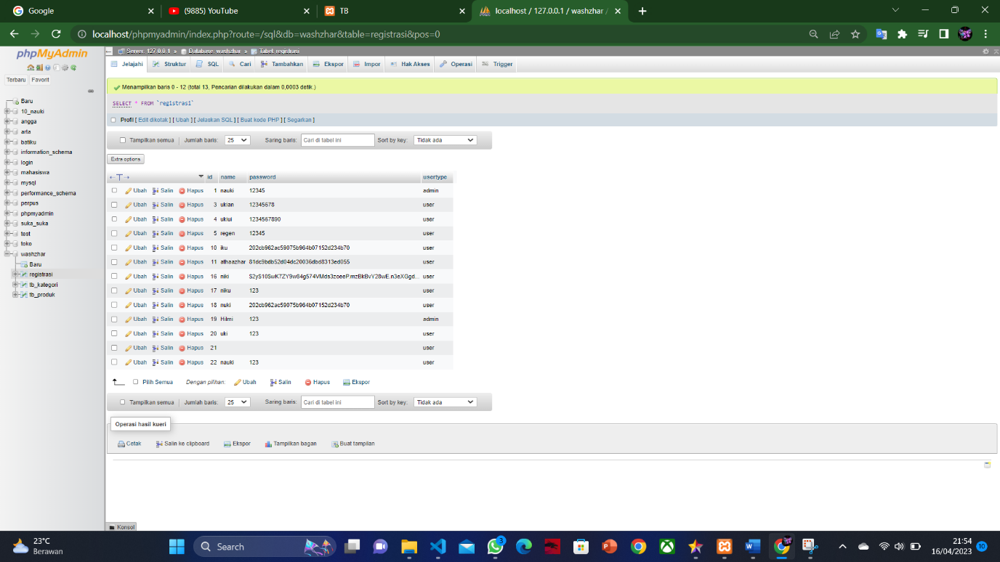 Google
(9885) YouTube
TB
localhost / 127.0.0.1 / washzhar /
localhost/phpmyadmin/index.php?route=/sql&db=washzhar&table=registrasi&pos=0
phpMyAdmin
Terbaru Favorit
Baru
10_nauki
angga
arta
batiku
information_schema
login
mahasiswa
mysql
performance_schema
perpus
phpmyadmin
suka_suka
test
toko
washzhar
Baru
registrasi
tb_kategori
tb_produk
Server: 127.0.0.1 » Database: washzhar » Tabel: registrasi
Jelajahi Struktur SQL Cari Tambahkan Ekspor Impor Hak Akses Operasi Trigger
Menampilkan baris 0 - 12 (total 13, Pencarian dilakukan dalam 0,0003 detik.)
SELECT * FROM `registrasi`
Profil [ Edit dikotak ] [ Ubah ] [ Jelaskan SQL ] [ Buat kode PHP ] [ Segarkan ]
Tampilkan semua Jumlah baris: 25 Saring baris: Cari di tabel ini Sort by key: Tidak ada
Extra options
id name password usertype
Ubah Salin Hapus 1 nauki 12345 admin
Ubah Salin Hapus 3 ukian 12345678 user
Ubah Salin Hapus 4 ukiui 1234567890 user
Ubah Salin Hapus 5 regen 12345 user
Ubah Salin Hapus 10 iku 202cb962ac59075b964b07152d234b70 user
Ubah Salin Hapus 11 athaazhar 81dc9bdb52d04dc20036dbd8313ed055 user
Ubah Salin Hapus 16 niki $2y$10$wK7ZY9w84g574VMds3zoeeP.mzBkBvY28wE.n3eXGgd... user
Ubah Salin Hapus 17 niku 123 user
Ubah Salin Hapus 18 nuki 202cb962ac59075b964b07152d234b70 user
Ubah Salin Hapus 19 Hilmi 123 admin
Ubah Salin Hapus 20 uki 123 user
Ubah Salin Hapus 21 user
Ubah Salin Hapus 22 nauki 123 user
Pilih Semua Dengan pilihan: Ubah Salin Hapus Ekspor
Tampilkan semua Jumlah baris: 25 Saring baris: Cari di tabel ini Sort by key: Tidak ada
Operasi hasil kueri
Cetak Salin ke clipboard Ekspor Tampilkan bagan Buat tampilan
Konsol
23°C
Berawan
Search
3
21:54
16/04/2023
10